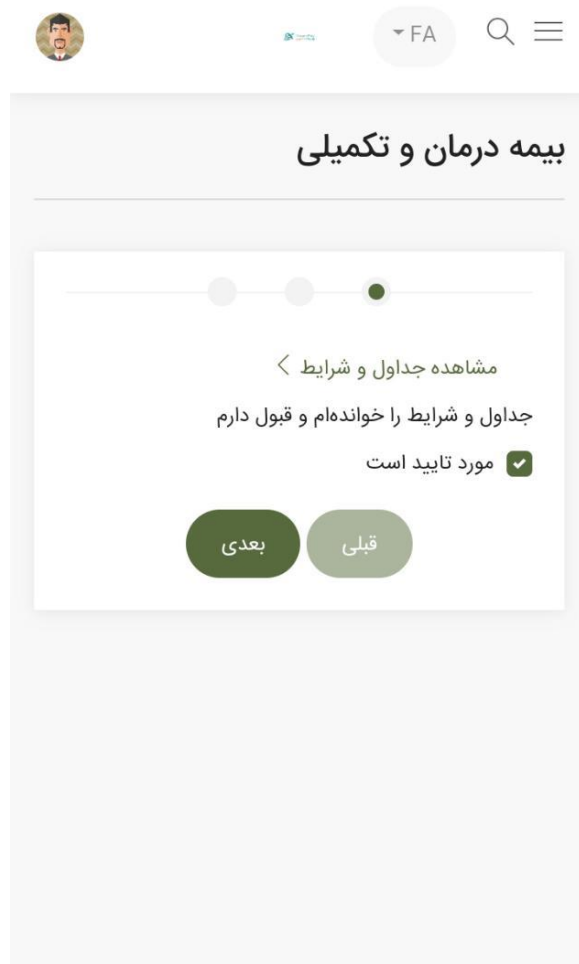 FA
بیمه درمان و تکمیلی
مشاهده جداول و شرایط
جداول و شرایط را خوانده‌ام و قبول دارم
مورد تایید است
قبلی
بعدی